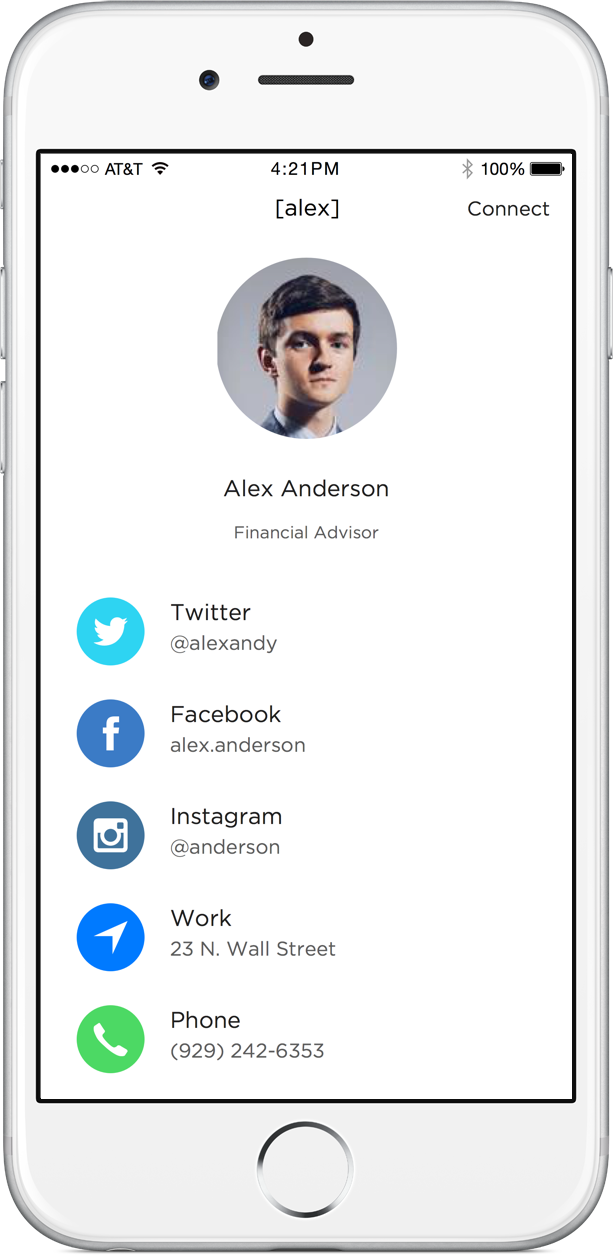 AT&T 4:21PM 100%
[alex] Connect
Alex Anderson
Financial Advisor
Twitter
@alexandy
Facebook
alex.anderson
Instagram
@anderson
Work
23 N. Wall Street
Phone
(929) 242-6353